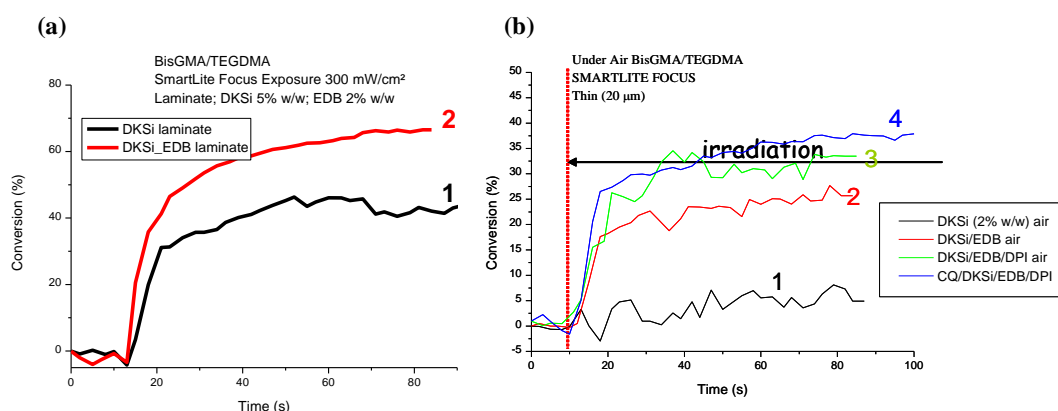 (a)
BisGMA/TEGDMA
SmartLite Focus Exposure 300 mW/cm²
Laminate; DKSi 5% w/w; EDB 2% w/w
DKSi laminate
DKSi_EDB laminate
2
1
80
60
40
20
0
0 20 40 60 80
Conversion (%)
Time (s)
(b)
Under Air BisGMA/TEGDMA
SMARTLITE FOCUS
Thin (20 µm)
4
irradiation
3
2
1
DKSi (2% w/w) air
DKSi/EDB air
DKSi/EDB/DPI air
CQ/DKSi/EDB/DPI
50
45
40
35
30
25
20
15
10
5
0
-5
0 20 40 60 80 100
Conversion (%)
Time (s)